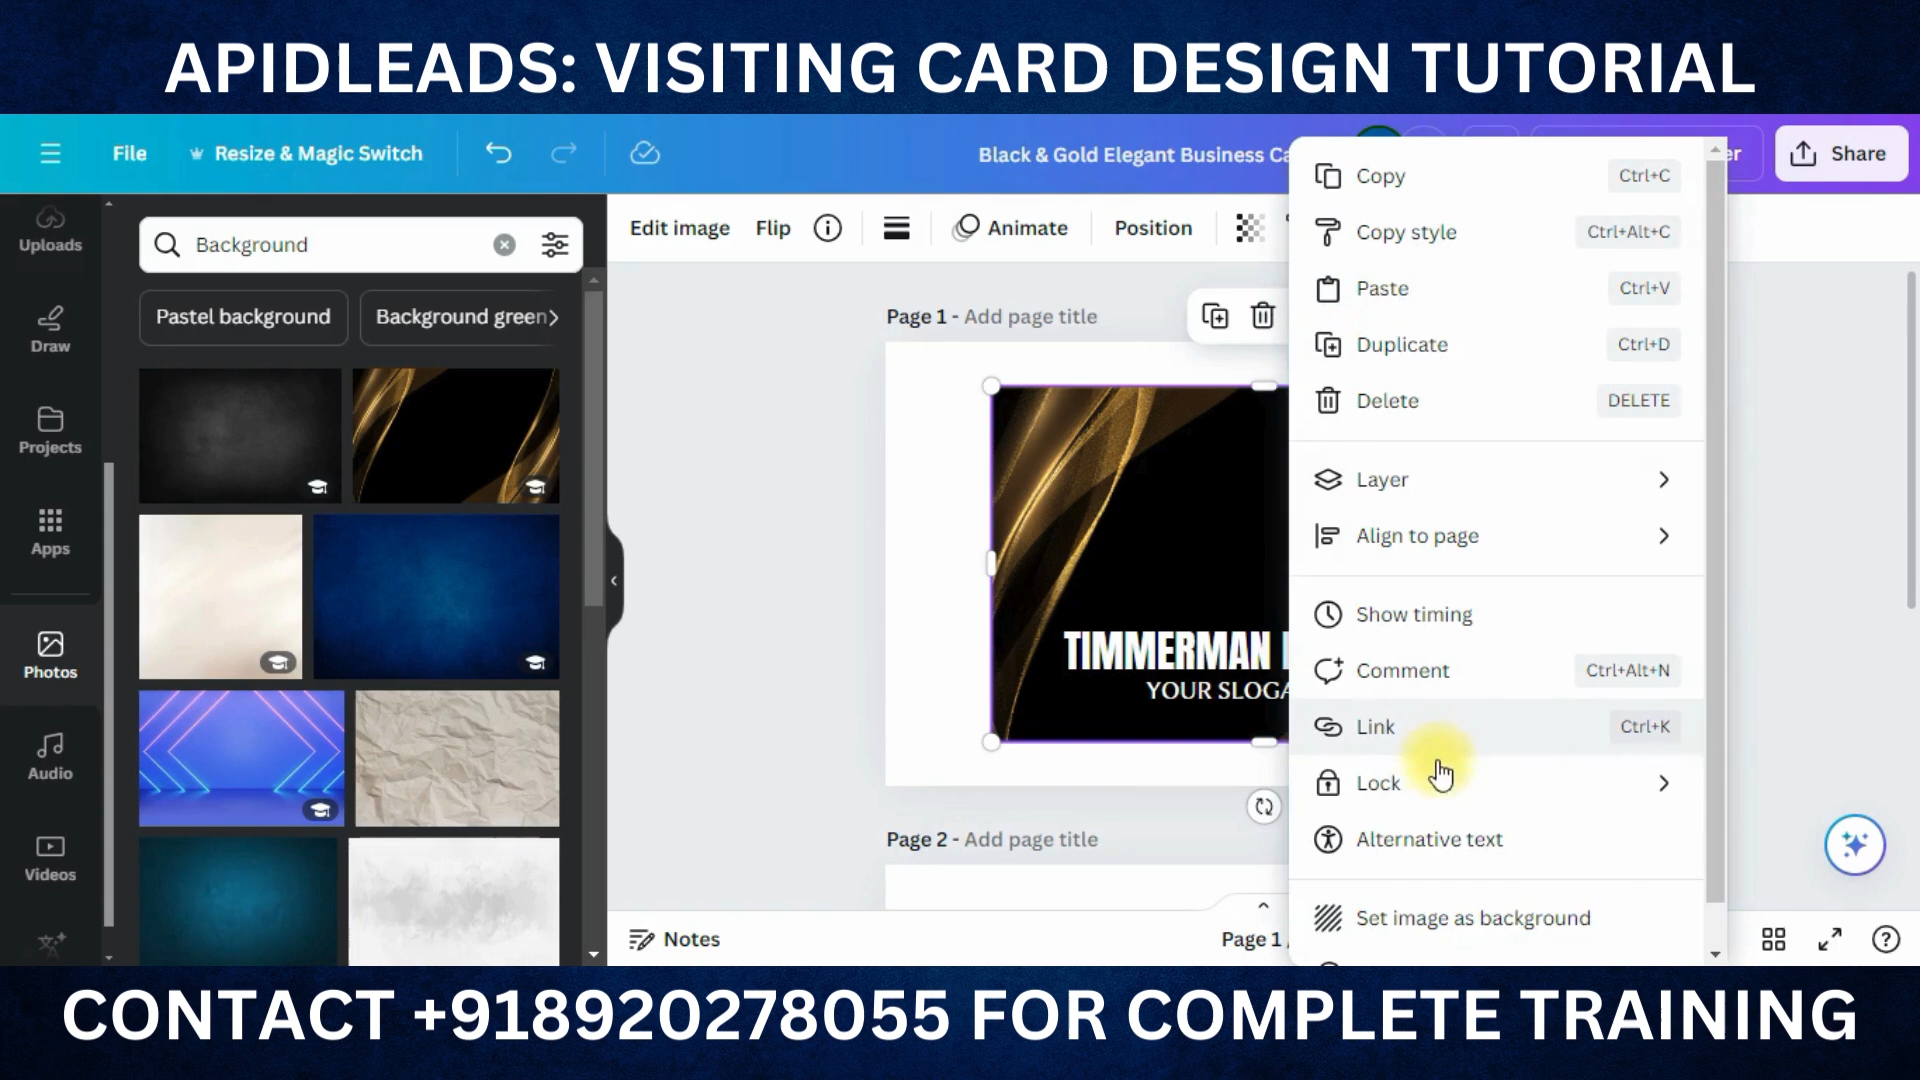 APIDLEADS: VISITING CARD DESIGN TUTORIAL
File
Resize & Magic Switch
Black & Gold Elegant Business Ca
er
Share
Uploads
Draw
Projects
Apps
Photos
Audio
Videos
Background
Pastel background
Background green
Edit image
Flip
Animate
Position
Page 1 - Add page title
TIMMERMAN
YOUR SLOGA
Page 2 - Add page title
Notes
Page 1
Copy Ctrl+C
Copy style Ctrl+Alt+C
Paste Ctrl+V
Duplicate Ctrl+D
Delete DELETE
Layer
Align to page
Show timing
Comment Ctrl+Alt+N
Link Ctrl+K
Lock
Alternative text
Set image as background
CONTACT +918920278055 FOR COMPLETE TRAINING